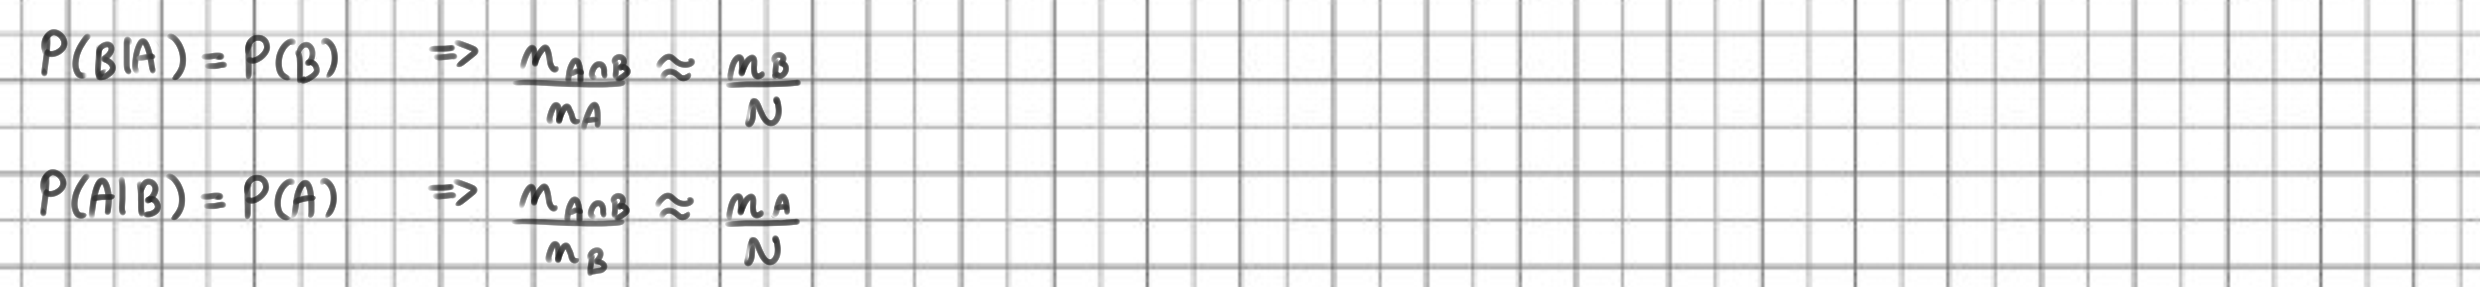 P(B|A) = P(B) => n_{A∩B}/n_A ≈ n_B/N
P(A|B) = P(A) => n_{A∩B}/n_B ≈ n_A/N